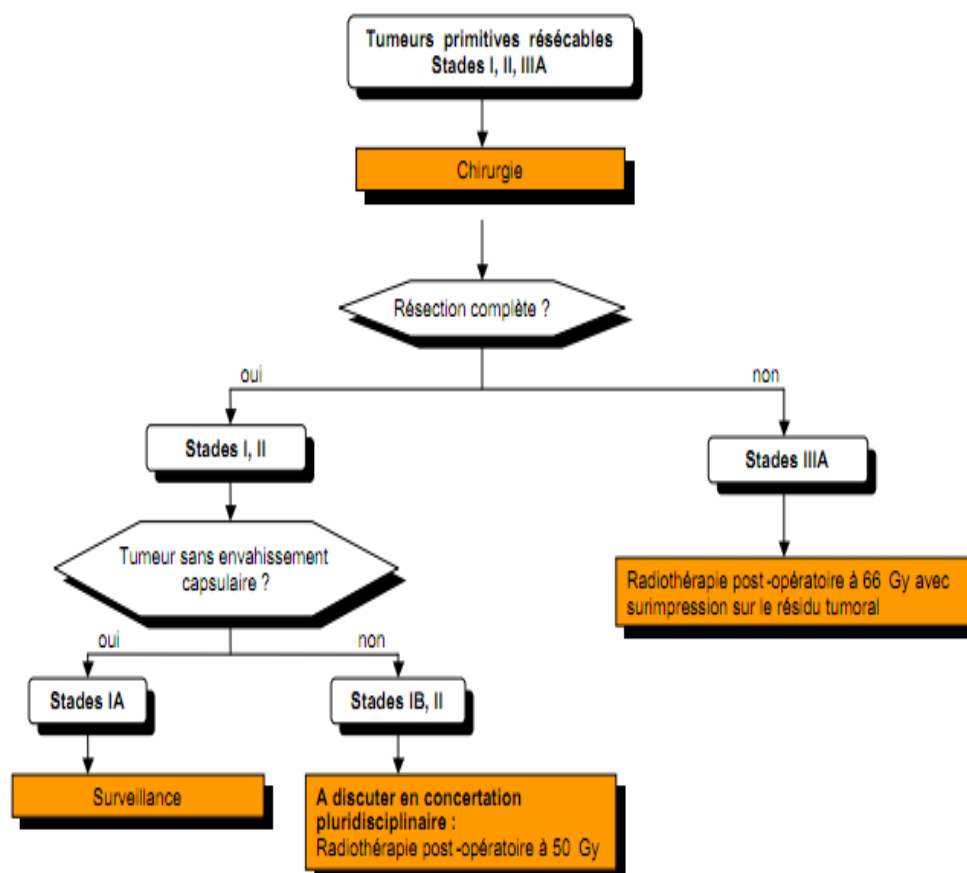 Tumeurs primitives résécables
Stades I, II, IIIA
Chirurgie
Résection complète ?
oui
non
Stades I, II
Stades IIIA
Tumeur sans envahissement
capsulaire ?
Radiothérapie post-opératoire à 66 Gy avec
surimpression sur le résidu tumoral
oui
non
Stades IA
Stades IB, II
Surveillance
A discuter en concertation
pluridisciplinaire :
Radiothérapie post-opératoire à 50 Gy